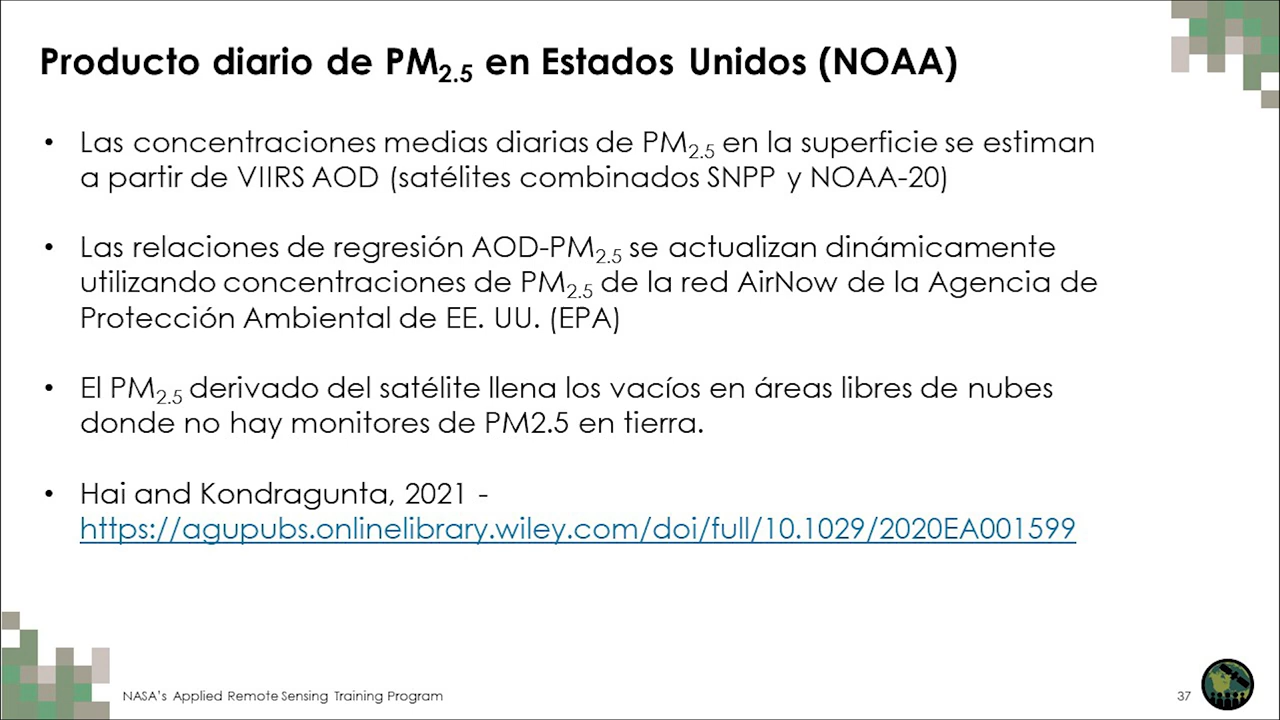 Producto diario de PM2.5 en Estados Unidos (NOAA)
• Las concentraciones medias diarias de PM2.5 en la superficie se estiman
a partir de VIIRS AOD (satélites combinados SNPP y NOAA-20)
• Las relaciones de regresión AOD-PM2.5 se actualizan dinámicamente
utilizando concentraciones de PM2.5 de la red AirNow de la Agencia de
Protección Ambiental de EE. UU. (EPA)
• El PM2.5 derivado del satélite llena los vacíos en áreas libres de nubes
donde no hay monitores de PM2.5 en tierra.
• Hai and Kondragunta, 2021 -
https://agupubs.onlinelibrary.wiley.com/doi/full/10.1029/2020EA001599
NASA's Applied Remote Sensing Training Program
37